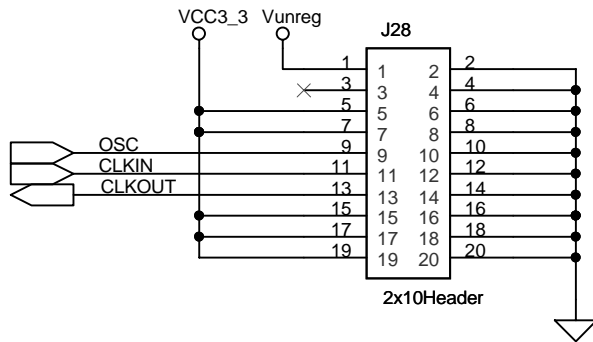 VCC3_3 Vunreg
J28
1 1 2 2
3 3 4 4
5 5 6 6
7 7 8 8
OSC 9 9 10 10
CLKIN 11 11 12 12
CLKOUT 13 13 14 14
15 15 16 16
17 17 18 18
19 19 20 20
2x10Header